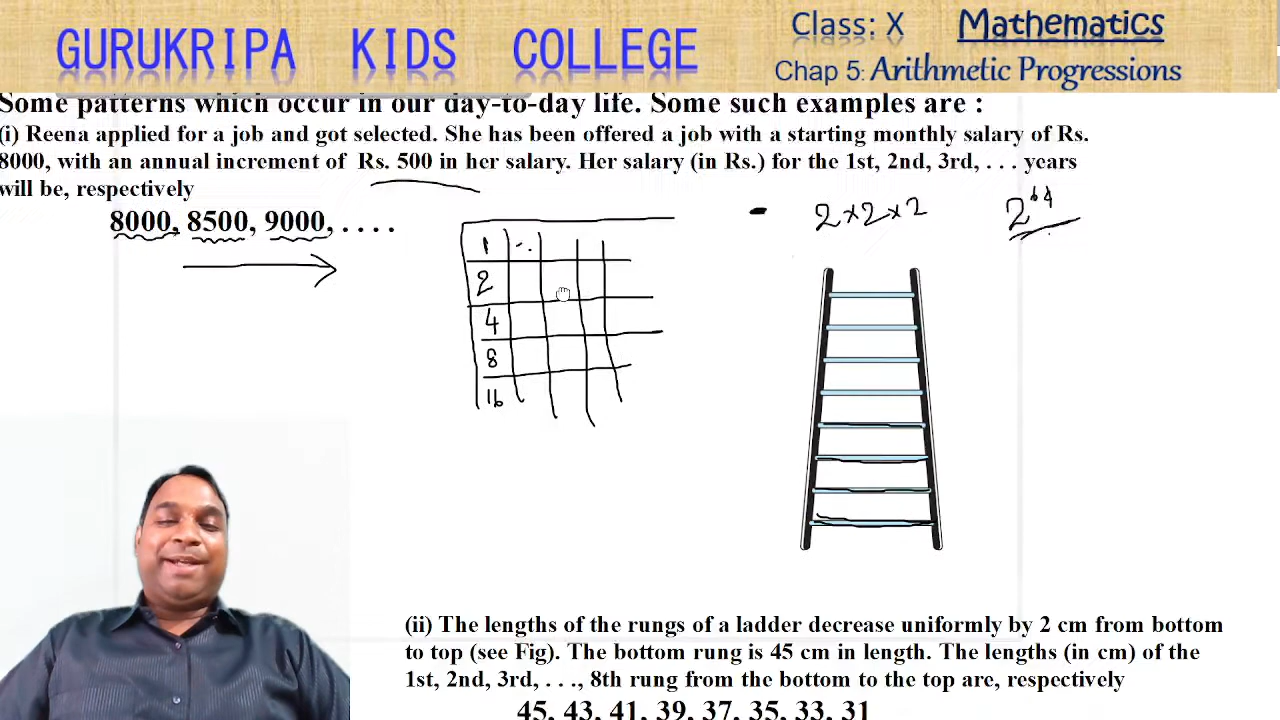 GURUKRIPA KIDS COLLEGE
Class: X Mathematics
Chap 5: Arithmetic Progressions
Some patterns which occur in our day-to-day life. Some such examples are :
(i) Reena applied for a job and got selected. She has been offered a job with a starting monthly salary of Rs.
8000, with an annual increment of Rs. 500 in her salary. Her salary (in Rs.) for the 1st, 2nd, 3rd, . . . years
will be, respectively
8000, 8500, 9000, . . . .
1
2
4
8
16
2×2×2
2^64
(ii) The lengths of the rungs of a ladder decrease uniformly by 2 cm from bottom
to top (see Fig). The bottom rung is 45 cm in length. The lengths (in cm) of the
1st, 2nd, 3rd, . . ., 8th rung from the bottom to the top are, respectively
45, 43, 41, 39, 37, 35, 33, 31